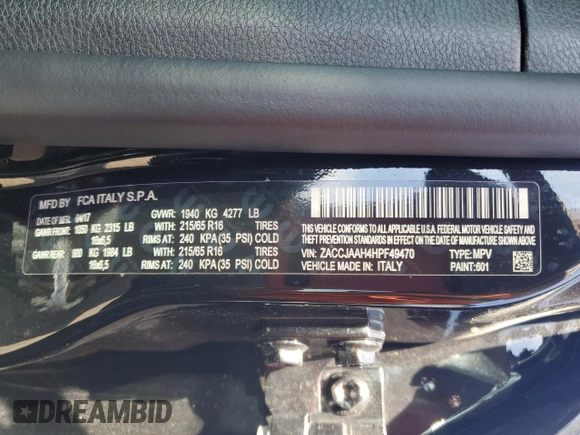 MFD BY FCA ITALY S.P.A.
DATE OF MFR. 04/17 GVWR: 1940 KG 4277 LB
GAWR FRONT: 1050 KG 2315 LB WITH: 215/65 R16 TIRES
16x6,5 RIMS AT: 240 KPA (35 PSI) COLD
GAWR REAR: 900 KG 1984 LB WITH: 215/65 R16 TIRES
16x6,5 RIMS AT: 240 KPA (35 PSI) COLD
THIS VEHICLE CONFORMS TO ALL APPLICABLE U.S.A. FEDERAL MOTOR VEHICLE SAFETY AND
THEFT PREVENTION STANDARDS IN EFFECT ON THE DATE OF MANUFACTURE SHOWN ABOVE.
VIN: ZACCJAAH4HPF49470 TYPE: MPV
VEHICLE MADE IN: ITALY PAINT: 601
DREAMBID